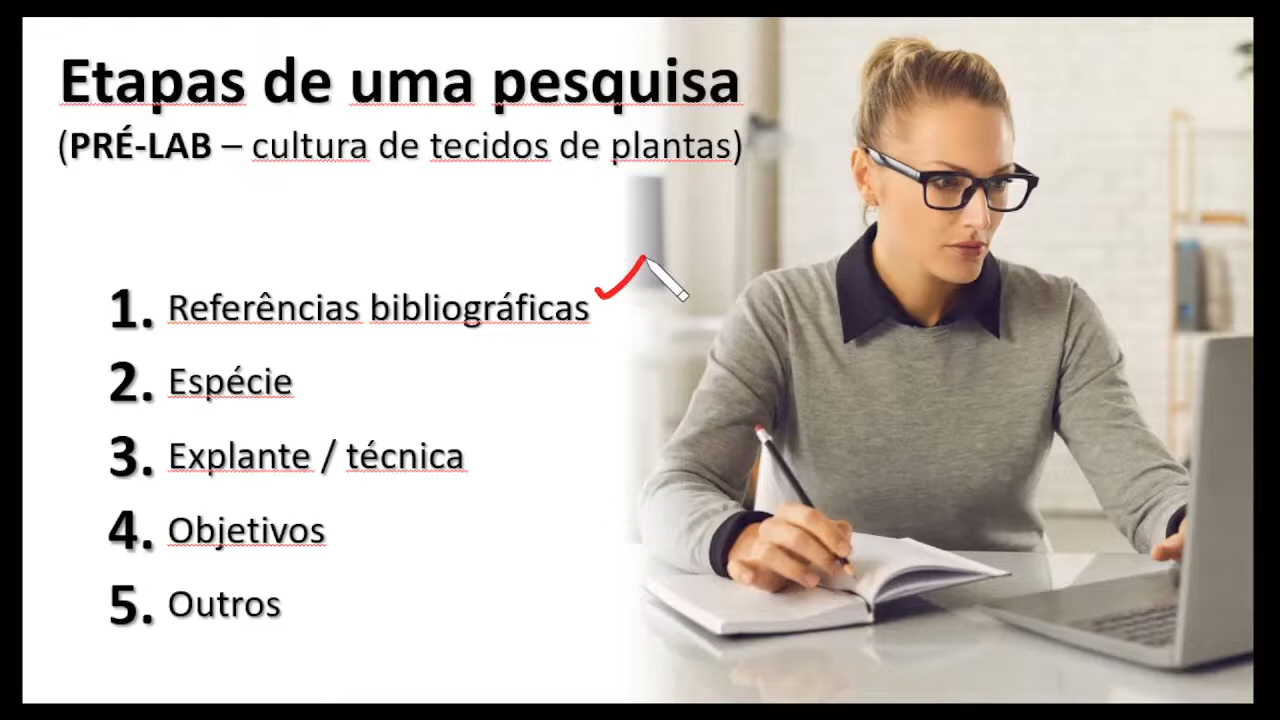 Etapas de uma pesquisa
(PRÉ-LAB – cultura de tecidos de plantas)
1. Referências bibliográficas
2. Espécie
3. Explante / técnica
4. Objetivos
5. Outros